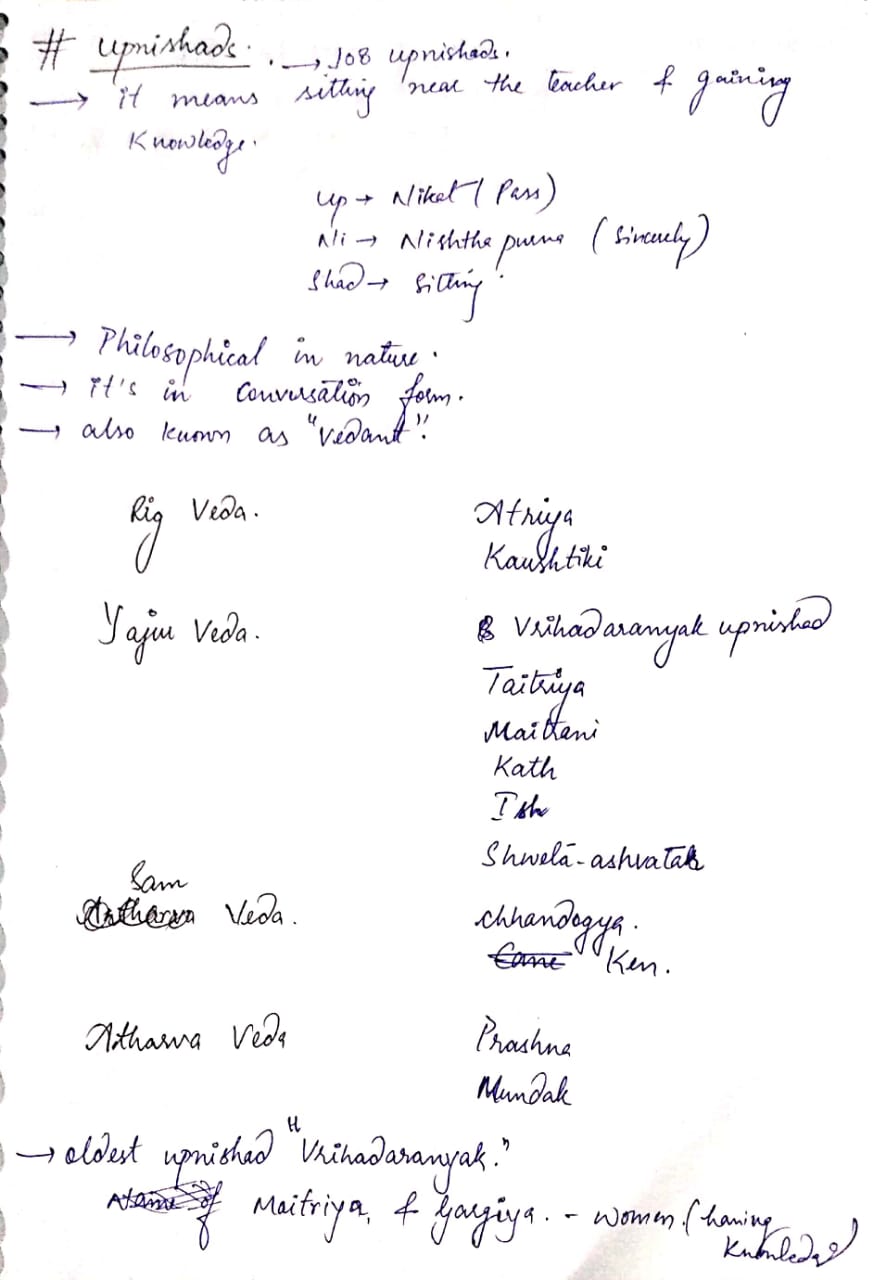 # Upnishads. . → 108 upnishads.
→ it means sitting near the teacher & gaining
Knowledge.
Up → Niket (Pass)
Ni → Nishtha purna (Sincerely)
Shad → Sitting.
→ Philosophical in nature.
→ it's in Conversation form.
→ also known as "Vedant".
Rig Veda. Atriya
Kaushtiki
Yajur Veda. Vrihadaranyak upnishad
Taitriya
Maitrani
Kath
Ish
Shwetā-ashvatak
Sam
Veda. Chhandogya.
Ken.
Atharva Veda Prashna
Mundak
→ oldest upnishad "Vrihadaranyak."
Maitriya, & Gargiya. - women (having
Knowledge)